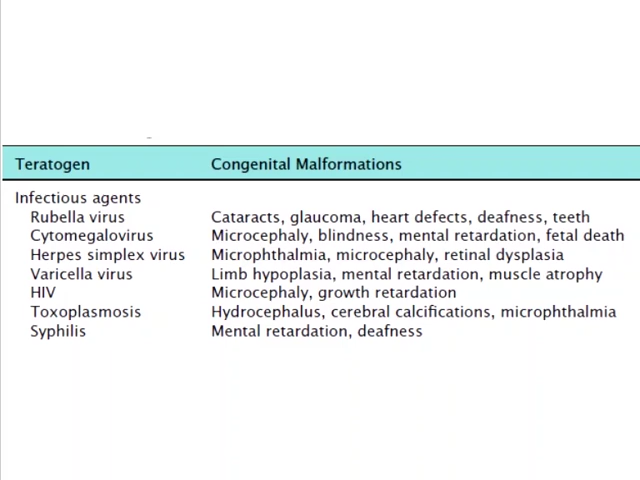 Teratogen Congenital Malformations
Infectious agents
Rubella virus Cataracts, glaucoma, heart defects, deafness, teeth
Cytomegalovirus Microcephaly, blindness, mental retardation, fetal death
Herpes simplex virus Microphthalmia, microcephaly, retinal dysplasia
Varicella virus Limb hypoplasia, mental retardation, muscle atrophy
HIV Microcephaly, growth retardation
Toxoplasmosis Hydrocephalus, cerebral calcifications, microphthalmia
Syphilis Mental retardation, deafness